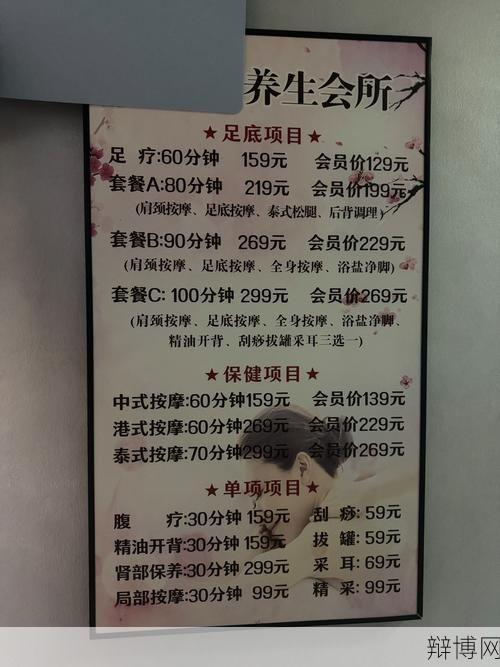 养生会所
★足底项目★
足 疗:60分钟 159元 会员价129元
套餐A:80分钟 219元 会员价199元
(肩颈按摩、足底按摩、泰式松腿、后背调理)
套餐B:90分钟 269元 会员价229元
(肩颈按摩、足底按摩、全身按摩、浴盐净脚)
套餐C: 100分钟 299元 会员价269元
(肩颈按摩、足底按摩、全身按摩、浴盐净脚、
精油开背、刮痧拔罐采耳三选一)
★保健项目★
中式按摩:60分钟159元 会员价139元
港式按摩:60分钟269元 会员价229元
泰式按摩:70分钟299元 会员价269元
★单项项目★
腹 疗:30分钟 159元 刮 痧: 59元
精油开背:30分钟 159元 拔 罐: 59元
肾部保养:30分钟 299元 采 耳: 69元
局部按摩:30分钟 99元 精 采: 99元
辩博网